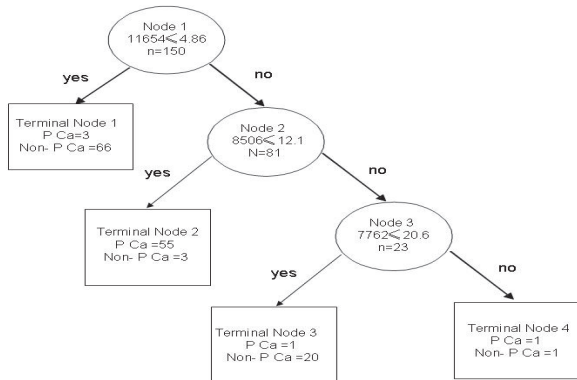 Node 1
11654⩽4.86
n=150
yes
no
Terminal Node 1
P Ca=3
Non- P Ca =66
Node 2
8506⩽12.1
N=81
yes
no
Terminal Node 2
P Ca =55
Non- P Ca =3
Node 3
7762⩽20.6
n=23
yes
no
Terminal Node 3
P Ca =1
Non- P Ca =20
Terminal Node 4
P Ca =1
Non- P Ca =1